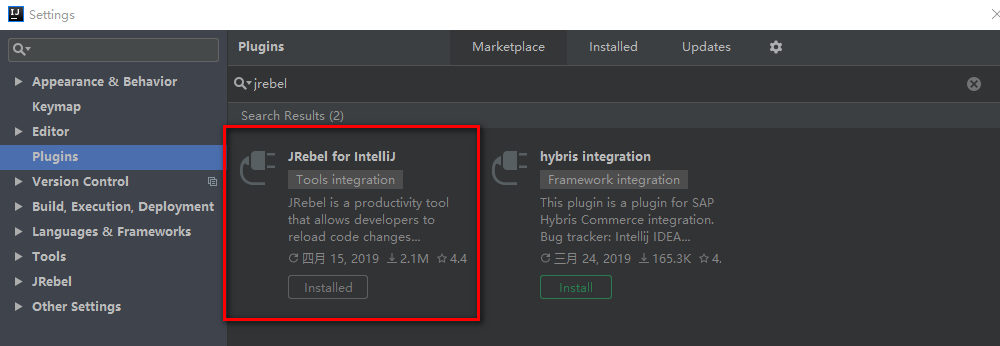 Settings
Plugins
Marketplace
Installed
Updates
jrebel
Search Results (2)
Appearance & Behavior
Keymap
Editor
Plugins
Version Control
Build, Execution, Deployment
Languages & Frameworks
Tools
JRebel
Other Settings
JRebel for IntelliJ
Tools integration
JRebel is a productivity tool
that allows developers to
reload code changes...
四月 15, 2019 2.1M 4.4
Installed
hybris integration
Framework integration
This plugin is a plugin for SAP
Hybris Commerce integration.
Bug tracker: Intellij IDEA...
三月 24, 2019 165.3K 4.
Install